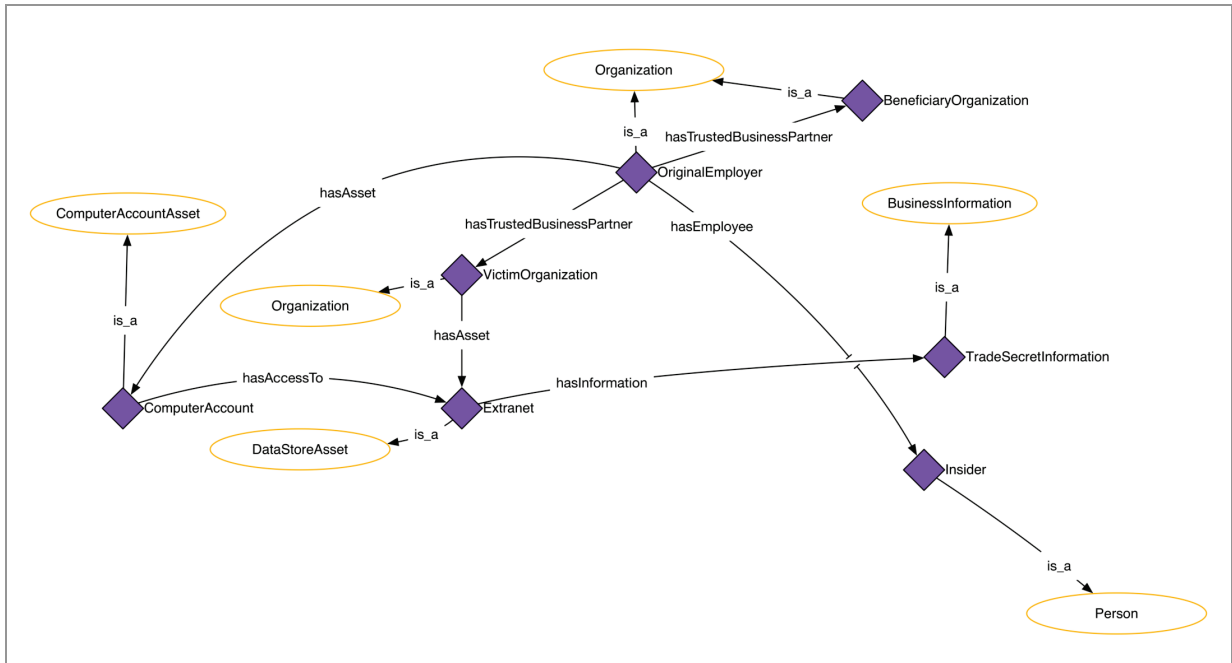 Organization
is_a
BeneficiaryOrganization
is_a
hasTrustedBusinessPartner
OriginalEmployer
hasAsset
ComputerAccountAsset
BusinessInformation
hasTrustedBusinessPartner
hasEmployee
VictimOrganization
is_a
Organization
is_a
is_a
hasAsset
TradeSecretInformation
hasAccessTo
hasInformation
ComputerAccount
Extranet
is_a
DataStoreAsset
Insider
is_a
Person